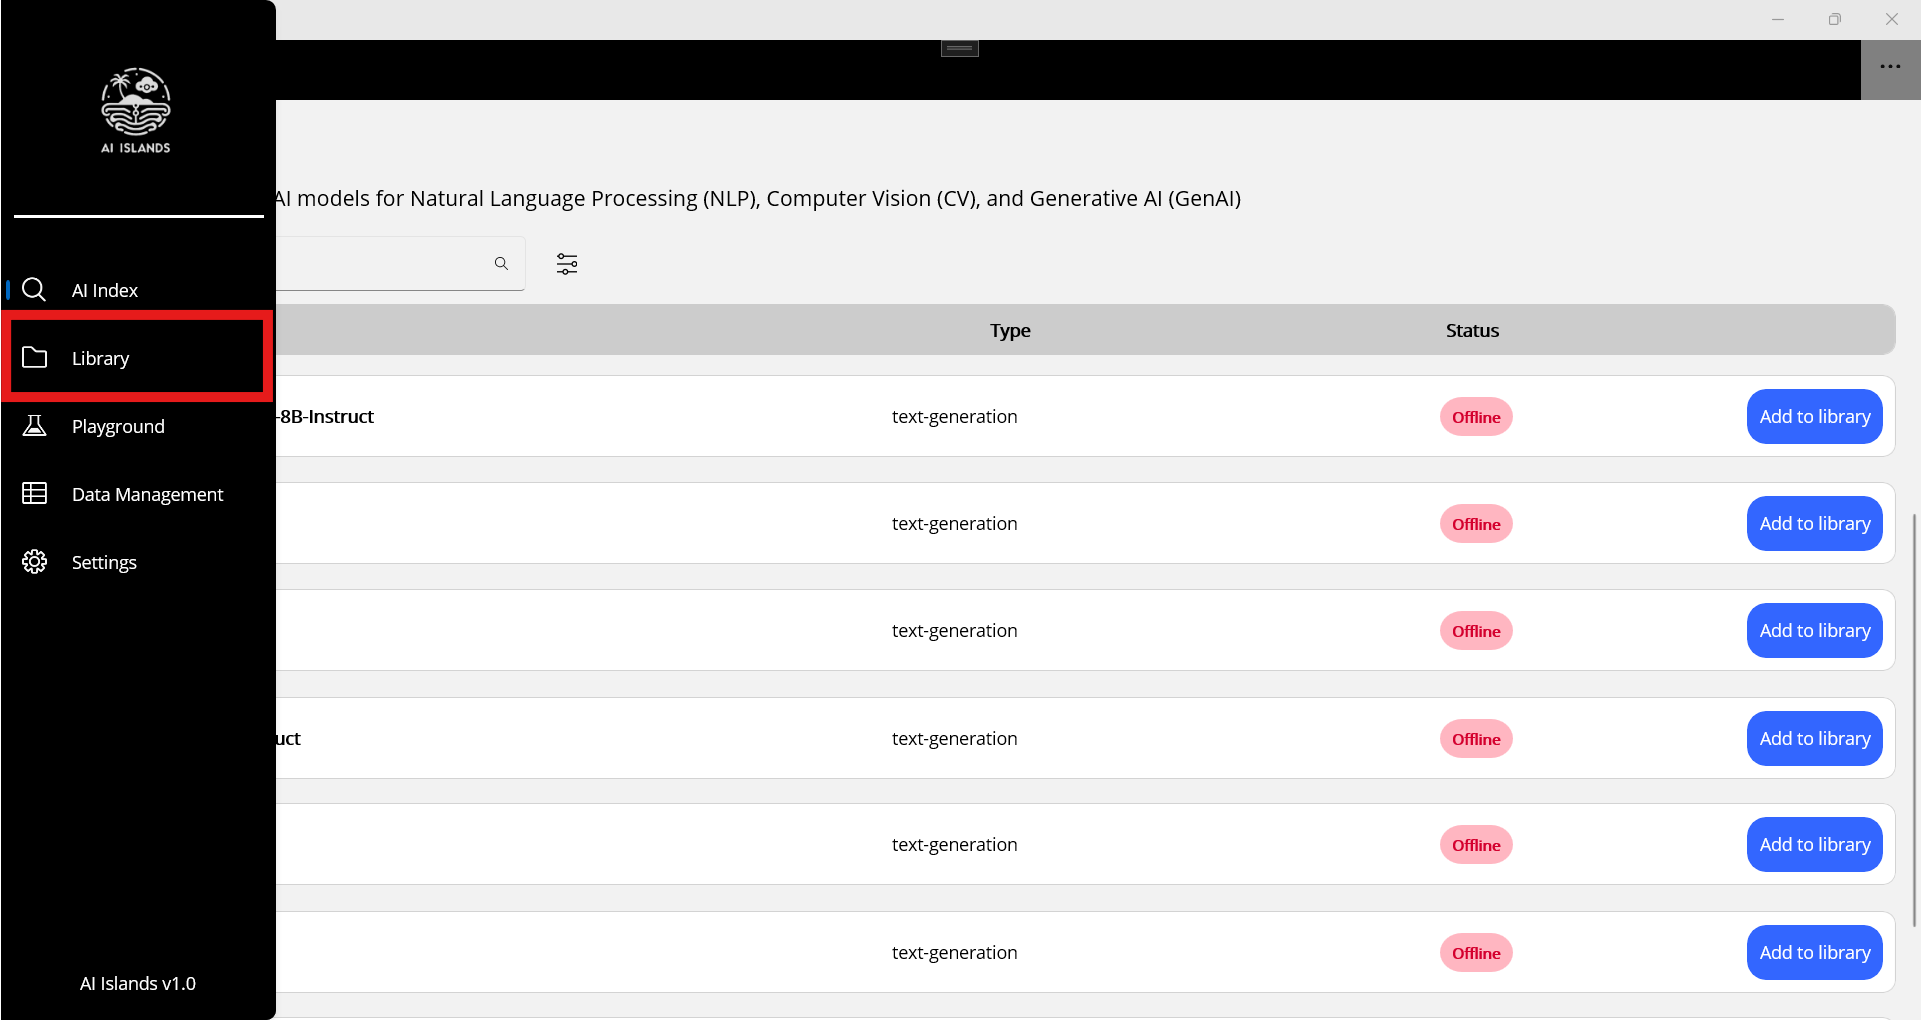 AI ISLANDS
AI Index
Library
Playground
Data Management
Settings
AI Islands v1.0
...
AI models for Natural Language Processing (NLP), Computer Vision (CV), and Generative AI (GenAI)
Type Status
-8B-Instruct text-generation Offline Add to library
text-generation Offline Add to library
text-generation Offline Add to library
uct text-generation Offline Add to library
text-generation Offline Add to library
text-generation Offline Add to library